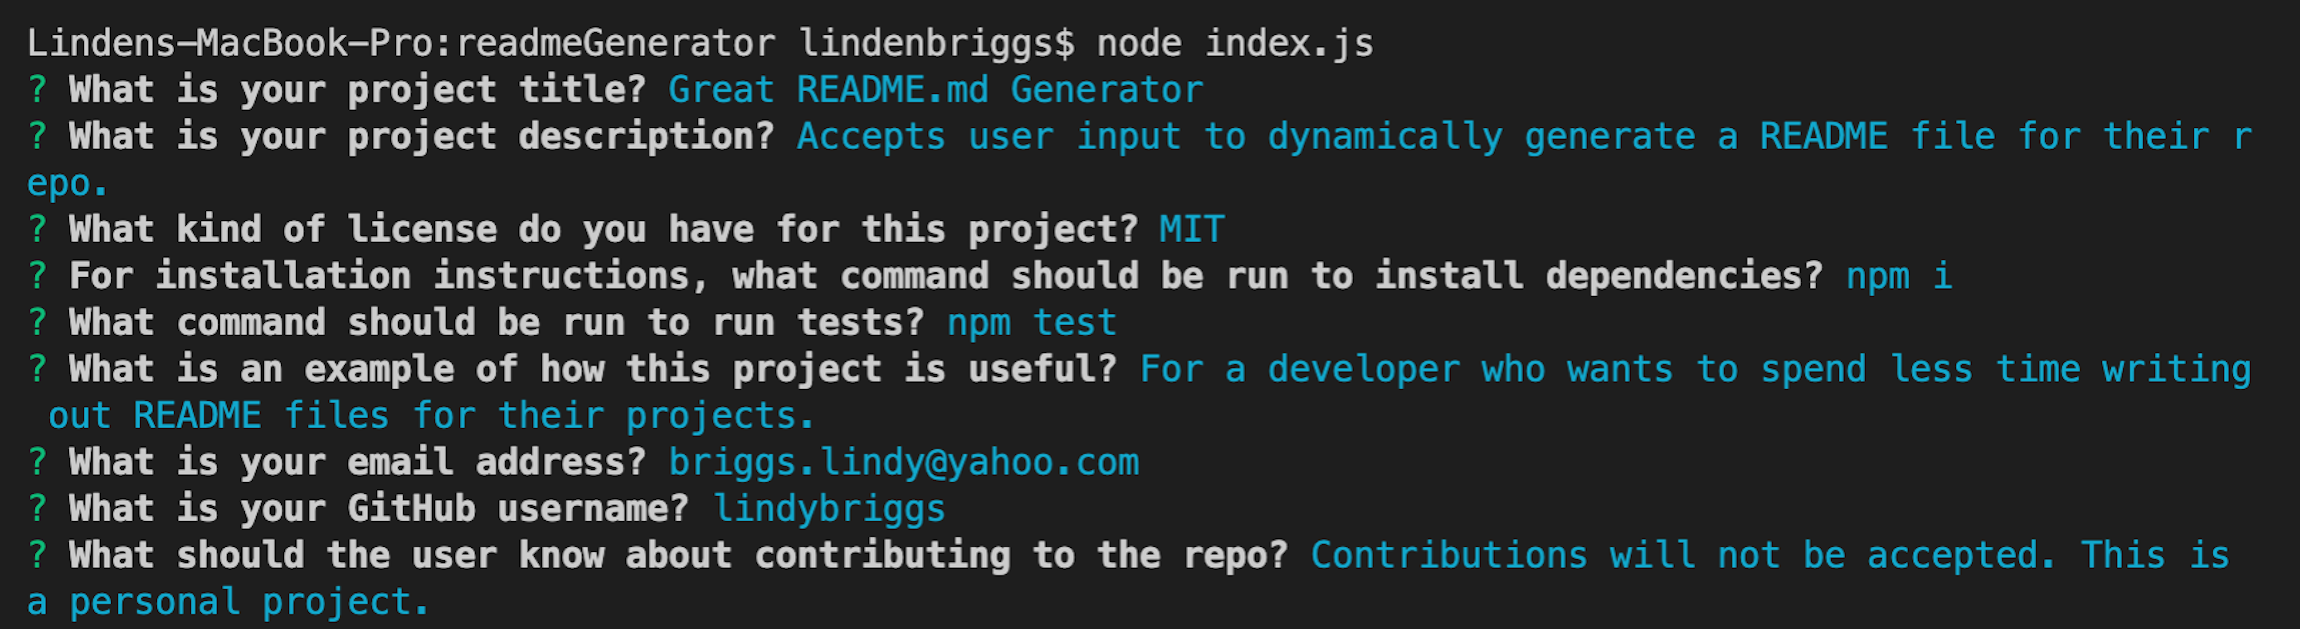 Lindens-MacBook-Pro:readmeGenerator lindenbriggs$ node index.js
? What is your project title? Great README.md Generator
? What is your project description? Accepts user input to dynamically generate a README file for their r
epo.
? What kind of license do you have for this project? MIT
? For installation instructions, what command should be run to install dependencies? npm i
? What command should be run to run tests? npm test
? What is an example of how this project is useful? For a developer who wants to spend less time writing
 out README files for their projects.
? What is your email address? briggs.lindy@yahoo.com
? What is your GitHub username? lindybriggs
? What should the user know about contributing to the repo? Contributions will not be accepted. This is
a personal project.